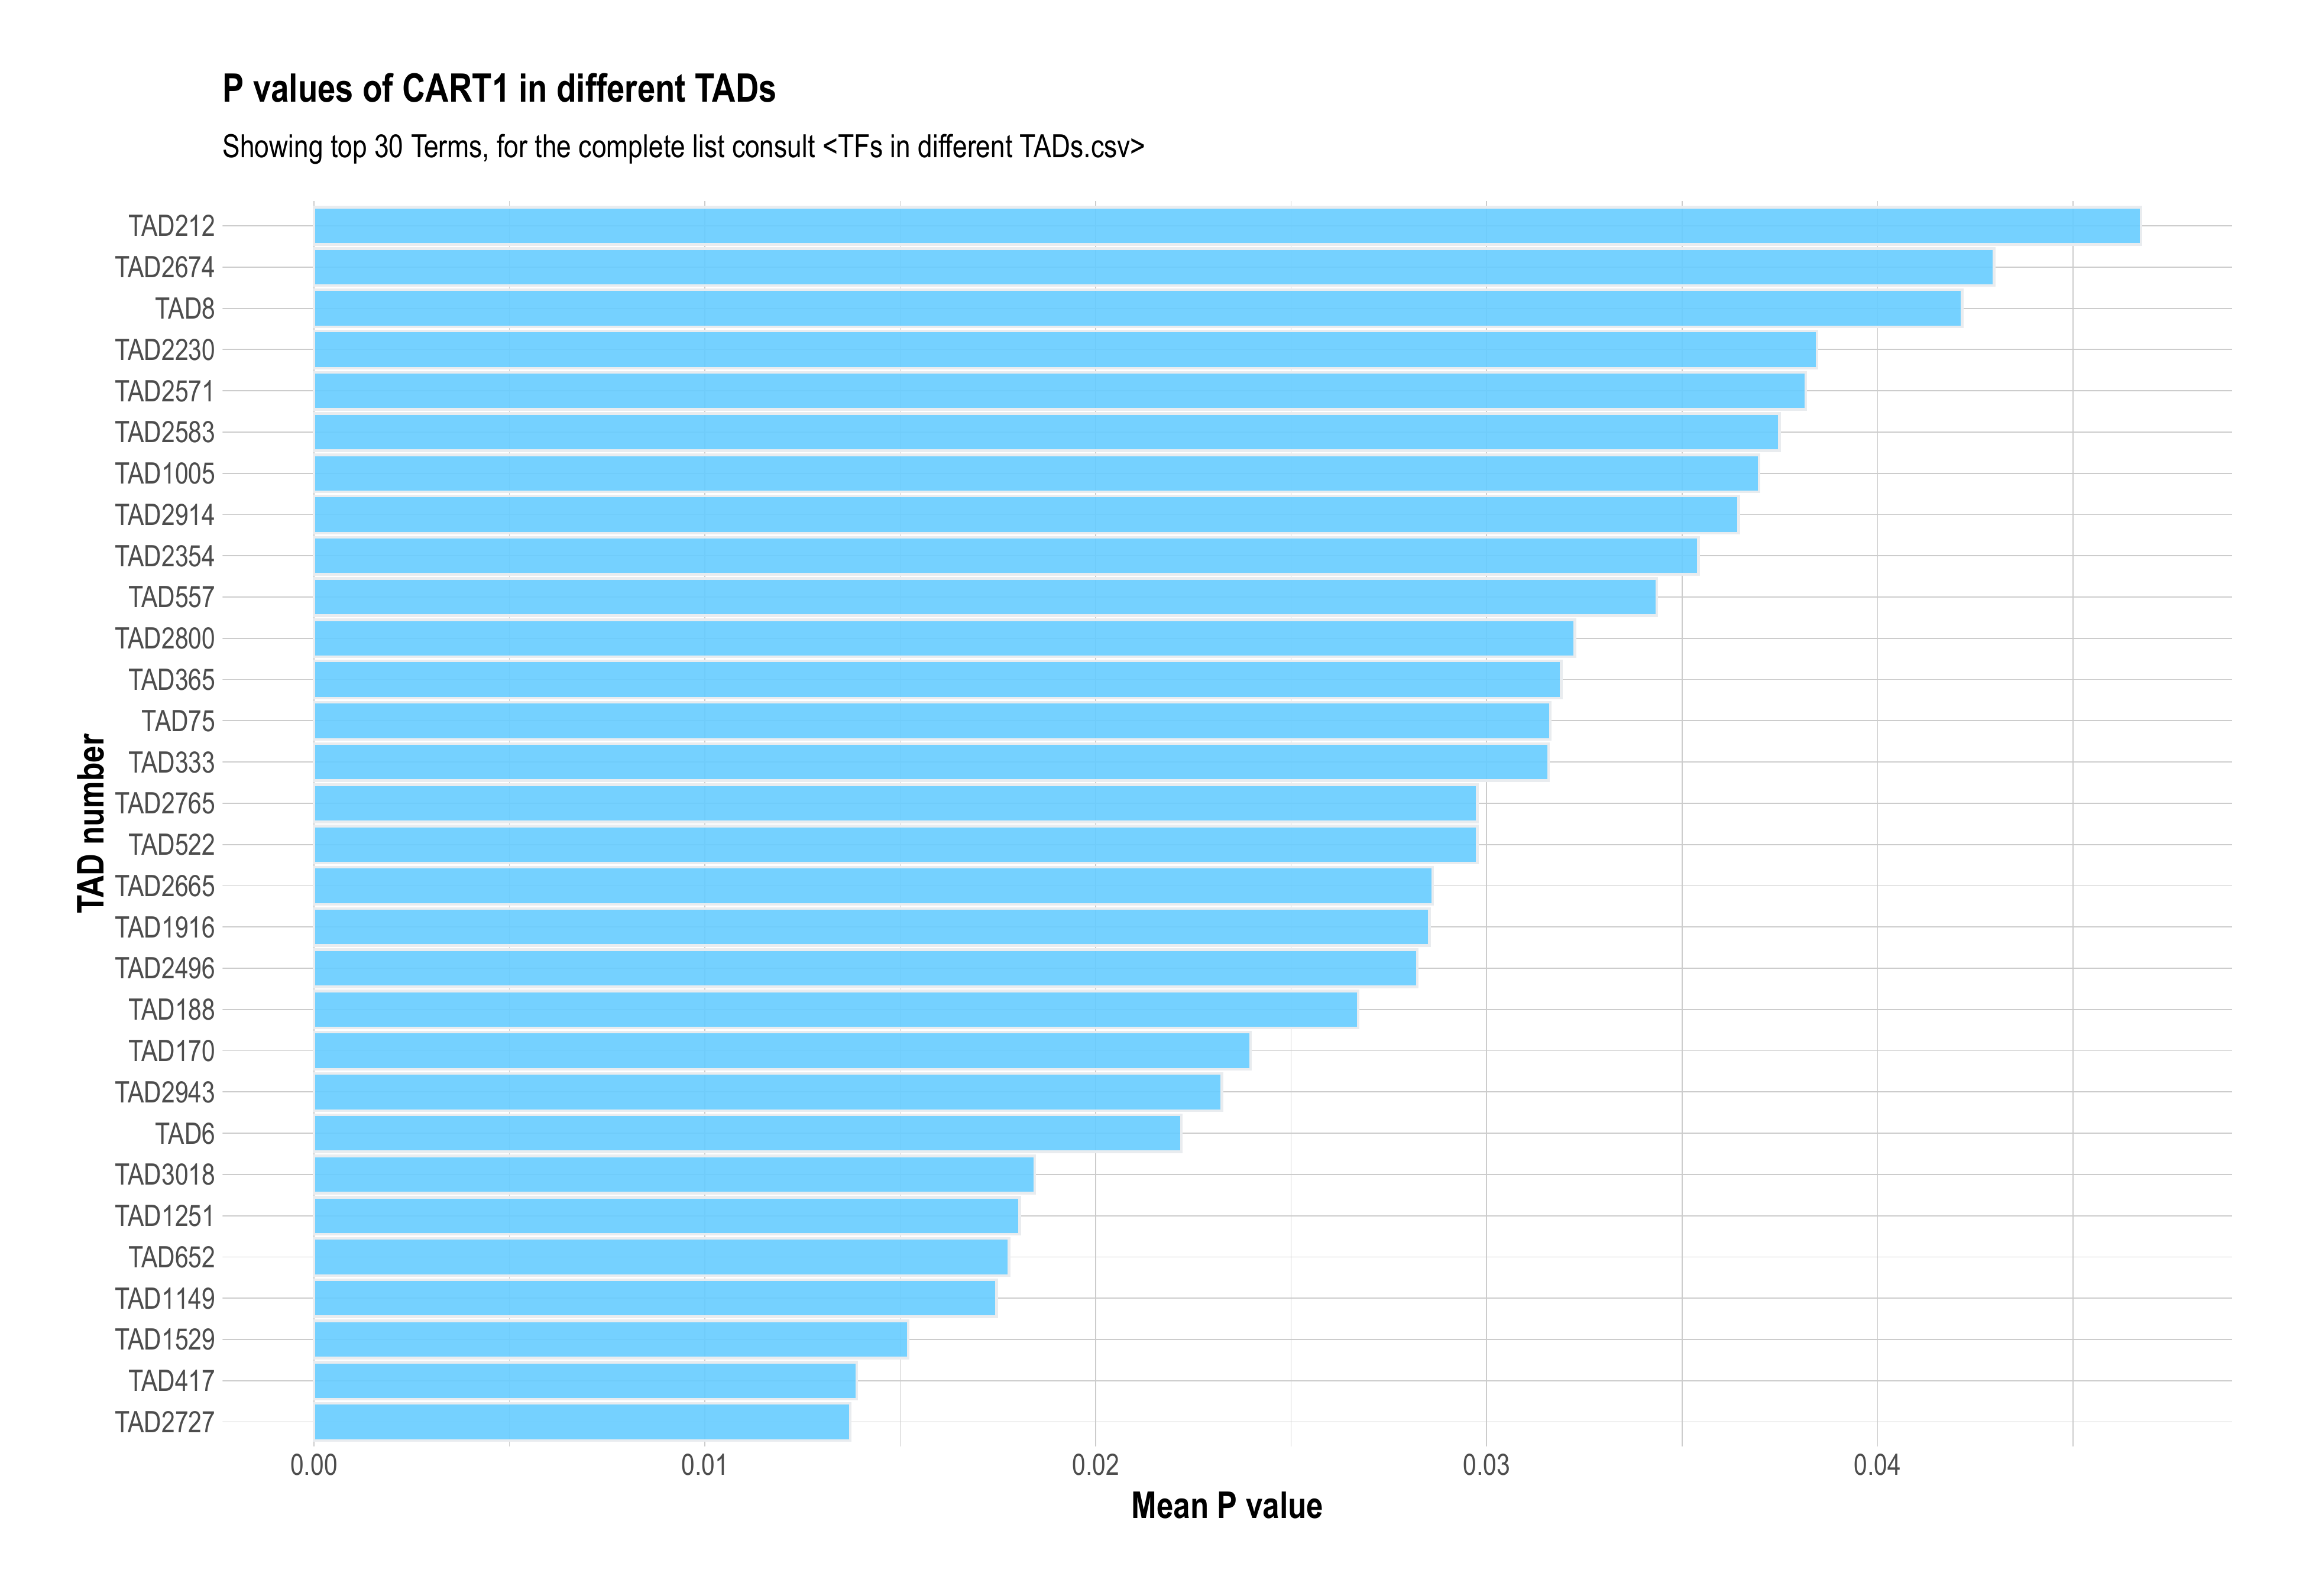 P values of CART1 in different TADs
Showing top 30 Terms, for the complete list consult <TFs in different TADs.csv>
TAD number
TAD212
TAD2674
TAD8
TAD2230
TAD2571
TAD2583
TAD1005
TAD2914
TAD2354
TAD557
TAD2800
TAD365
TAD75
TAD333
TAD2765
TAD522
TAD2665
TAD1916
TAD2496
TAD188
TAD170
TAD2943
TAD6
TAD3018
TAD1251
TAD652
TAD1149
TAD1529
TAD417
TAD2727
0.00 0.01 0.02 0.03 0.04
Mean P value